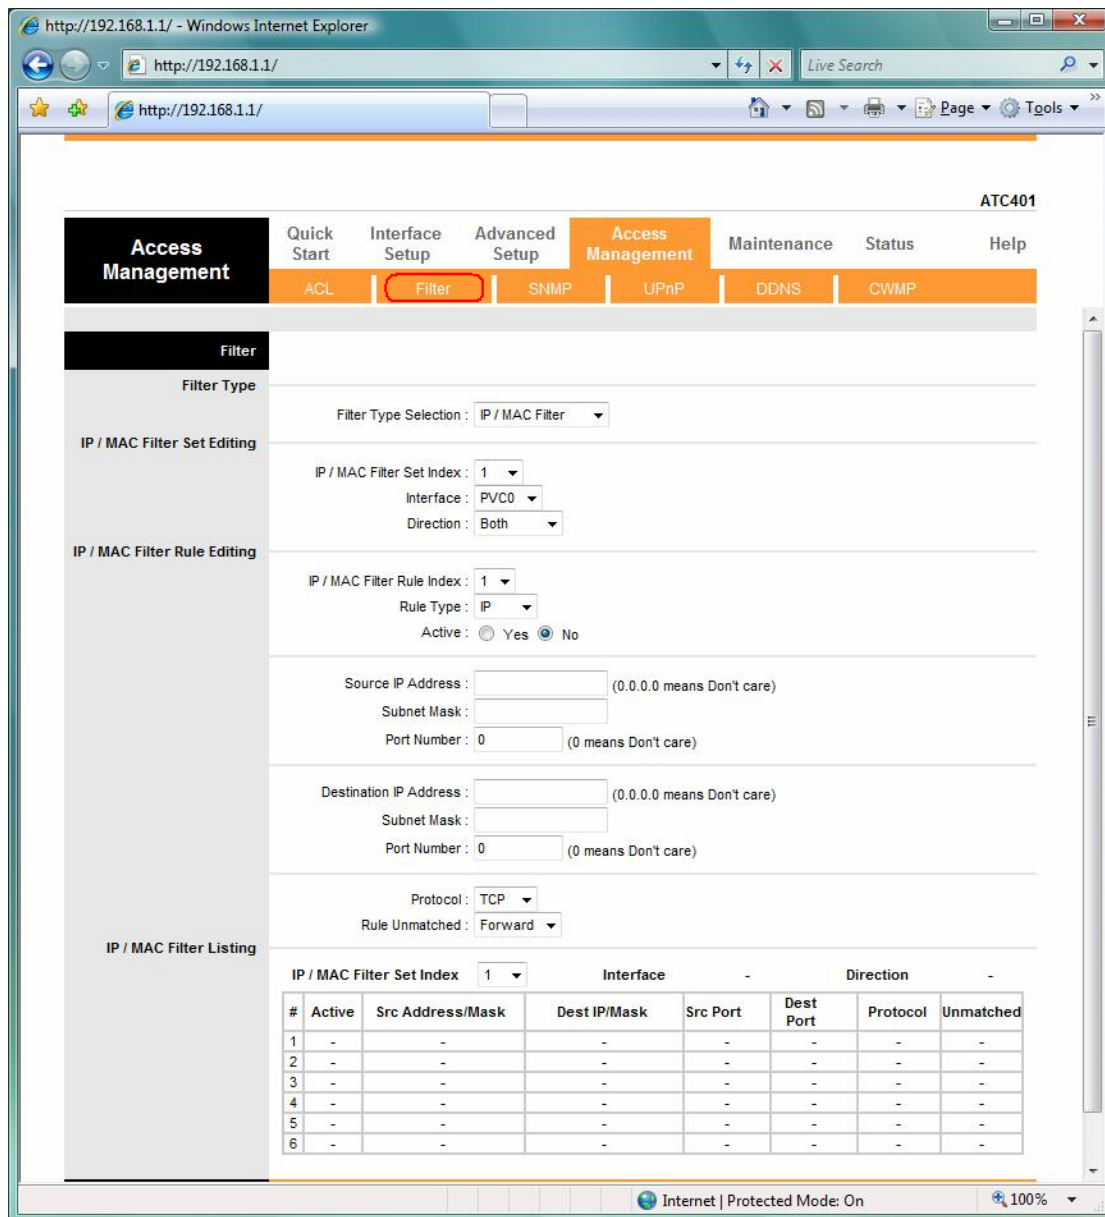 http://192.168.1.1/ - Windows Internet Explorer
http://192.168.1.1/
Live Search
http://192.168.1.1/
Page
Tools
ATC401
Access Management
Quick Start
Interface Setup
Advanced Setup
Access Management
Maintenance
Status
Help
ACL
Filter
SNMP
UPnP
DDNS
CWMP
Filter
Filter Type
Filter Type Selection : IP / MAC Filter
IP / MAC Filter Set Editing
IP / MAC Filter Set Index : 1
Interface : PVC0
Direction : Both
IP / MAC Filter Rule Editing
IP / MAC Filter Rule Index : 1
Rule Type : IP
Active : Yes No
Source IP Address : (0.0.0.0 means Don't care)
Subnet Mask :
Port Number : 0 (0 means Don't care)
Destination IP Address : (0.0.0.0 means Don't care)
Subnet Mask :
Port Number : 0 (0 means Don't care)
Protocol : TCP
Rule Unmatched : Forward
IP / MAC Filter Listing
IP / MAC Filter Set Index 1 Interface - Direction -
# Active Src Address/Mask Dest IP/Mask Src Port Dest Port Protocol Unmatched
1 - - - - - - -
2 - - - - - - -
3 - - - - - - -
4 - - - - - - -
5 - - - - - - -
6 - - - - - - -
Internet | Protected Mode: On
100%